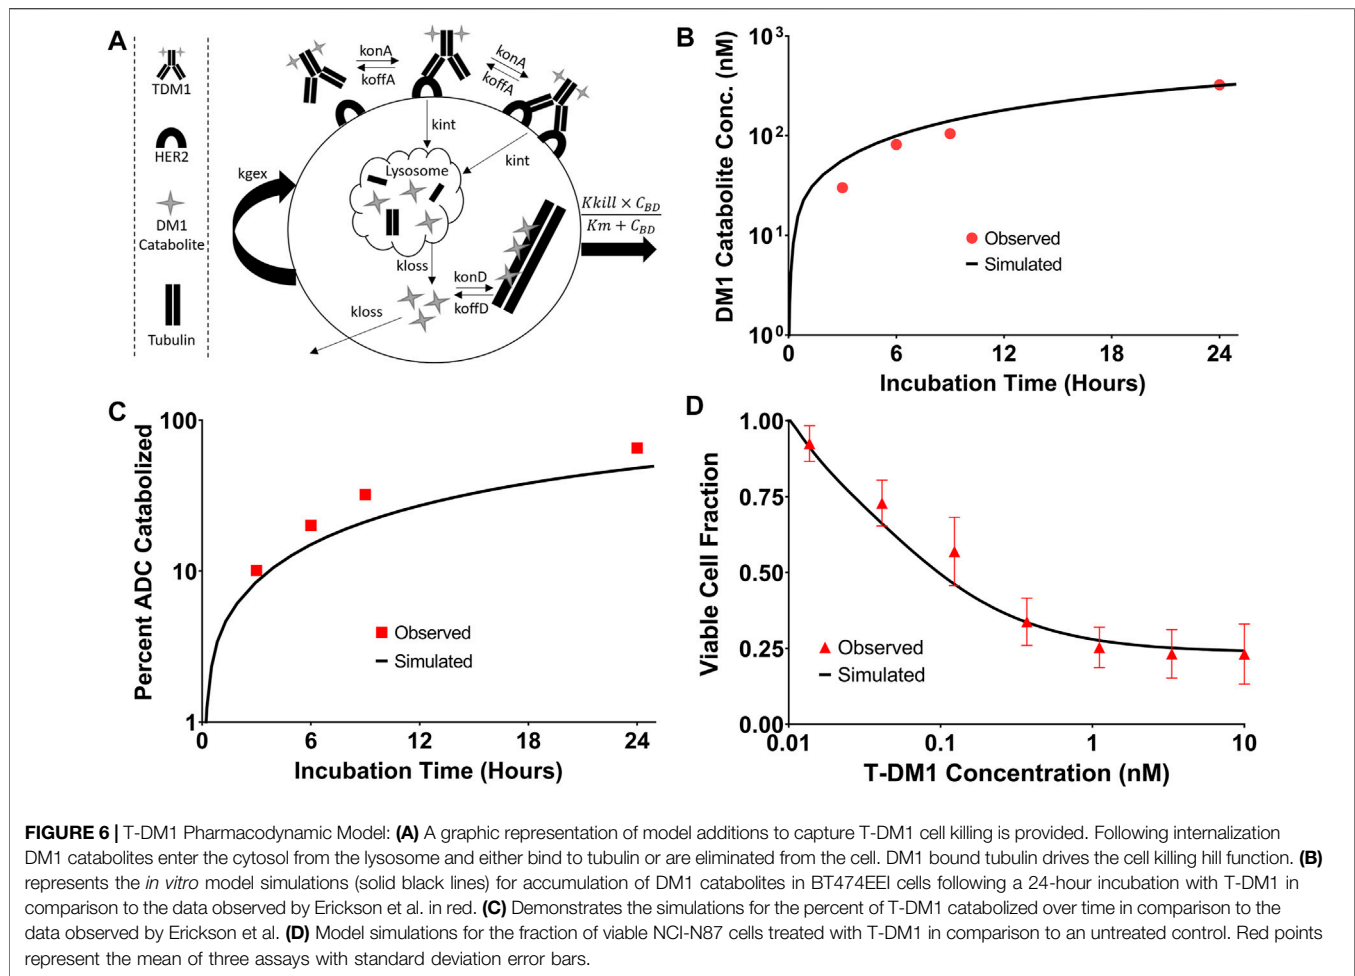 A
TDM1
HER2
DM1
Catabolite
Tubulin
konA
koffA
konA
koffA
kint
kint
kgex
Lysosome
kloss
konD
koffD
kloss
Kkill × C_BD
Km + C_BD
B
DM1 Catabolite Conc. (nM)
10³
10²
10¹
10⁰
0 6 12 18 24
Incubation Time (Hours)
Observed
Simulated
C
Percent ADC Catabolized
100
10
1
0 6 12 18 24
Incubation Time (Hours)
Observed
Simulated
D
Viable Cell Fraction
1.00
0.75
0.50
0.25
0.00
0.01 0.1 1 10
T-DM1 Concentration (nM)
Observed
Simulated
FIGURE 6 | T-DM1 Pharmacodynamic Model: (A) A graphic representation of model additions to capture T-DM1 cell killing is provided. Following internalization
DM1 catabolites enter the cytosol from the lysosome and either bind to tubulin or are eliminated from the cell. DM1 bound tubulin drives the cell killing hill function. (B)
represents the in vitro model simulations (solid black lines) for accumulation of DM1 catabolites in BT474EEI cells following a 24-hour incubation with T-DM1 in
comparison to the data observed by Erickson et al. in red. (C) Demonstrates the simulations for the percent of T-DM1 catabolized over time in comparison to the
data observed by Erickson et al. (D) Model simulations for the fraction of viable NCI-N87 cells treated with T-DM1 in comparison to an untreated control. Red points
represent the mean of three assays with standard deviation error bars.